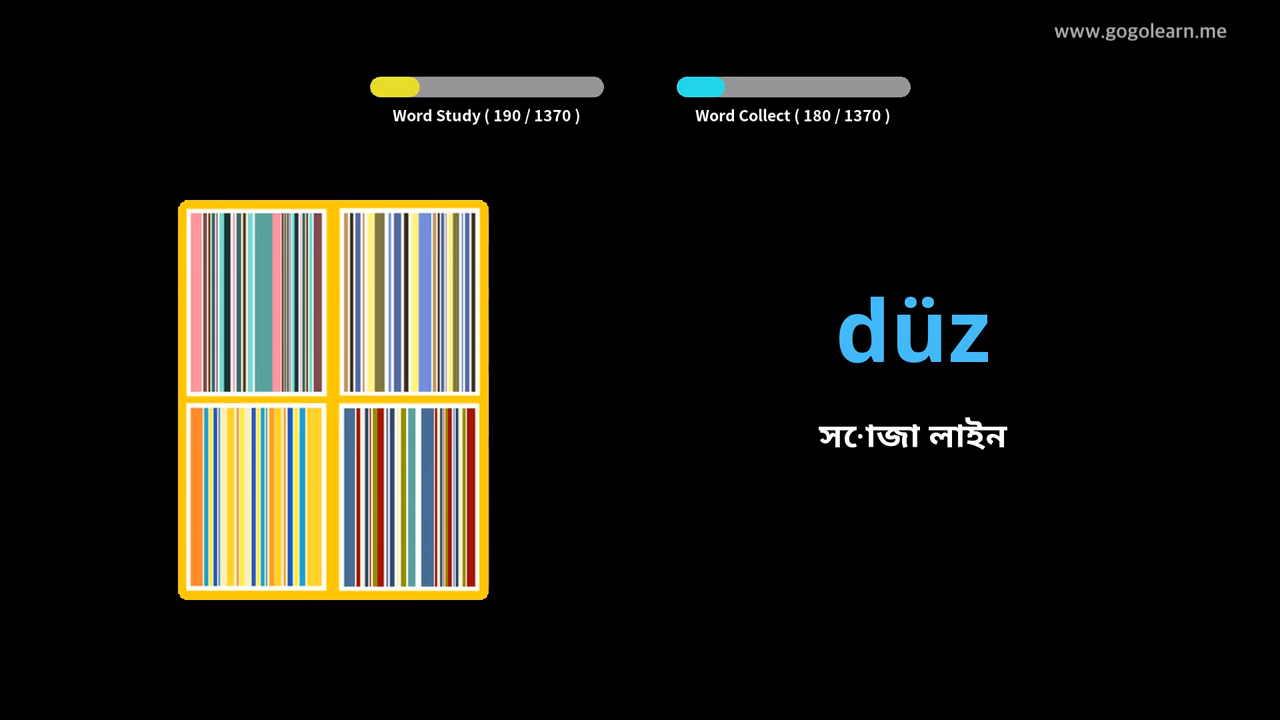 www.gogolearn.me
Word Study ( 190 / 1370 )
Word Collect ( 180 / 1370 )
düz
সোজা লাইন